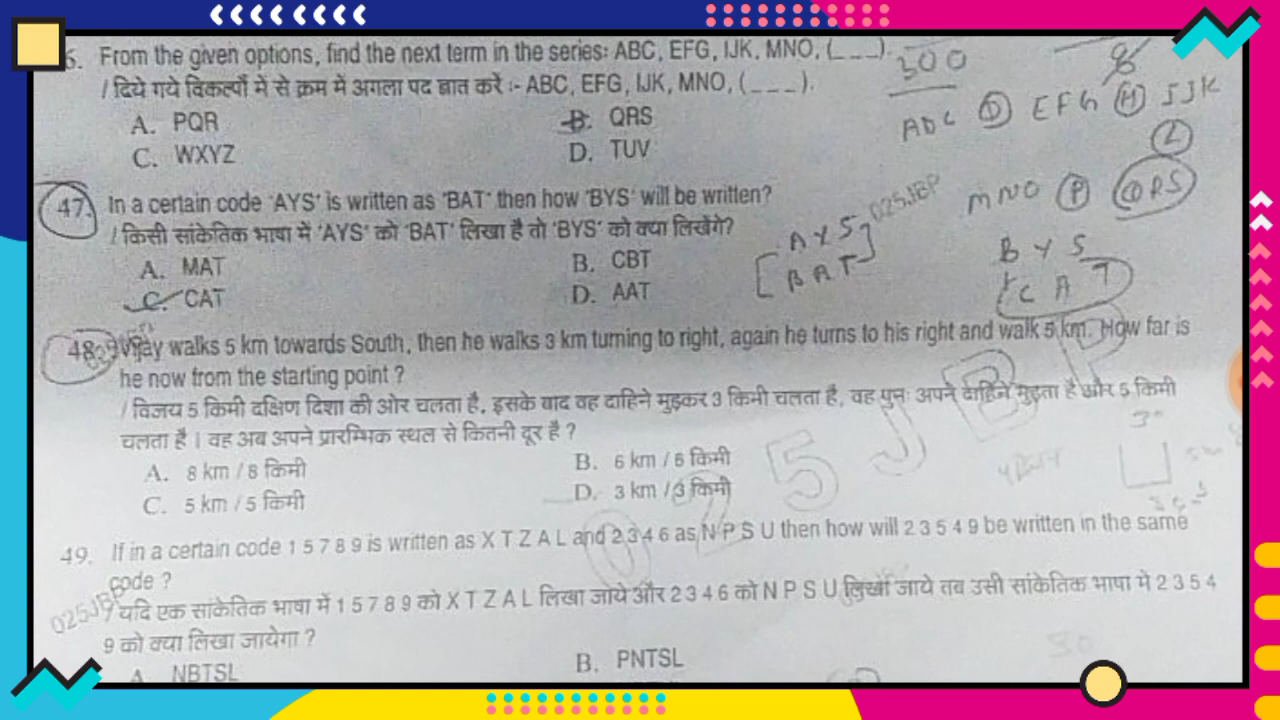 6. From the given options, find the next term in the series: ABC, EFG, IJK, MNO, (_ _ _).
/ दिये गये विकल्पों में से क्रम में अगला पद ज्ञात करें :- ABC, EFG, IJK, MNO, (_ _ _).
A. PQR
B. QRS
C. WXYZ
D. TUV
300
8
ABC D EFG H IJK
L
MNO P QRS
47. In a certain code 'AYS' is written as 'BAT' then how 'BYS' will be written?
/ किसी सांकेतिक भाषा में 'AYS' को 'BAT' लिखा है तो 'BYS' को क्या लिखेंगे?
A. MAT
B. CBT
C. CAT
D. AAT
025JBP
AYS
BAT
BYS
CAT
48. Vijay walks 5 km towards South, then he walks 3 km turning to right, again he turns to his right and walk 5 km. How far is
he now from the starting point ?
/ विजय 5 किमी दक्षिण दिशा की ओर चलता है, इसके बाद वह दाहिने मुड़कर 3 किमी चलता है, वह पुनः अपने दाहिने मुड़ता है और 5 किमी
चलता है । वह अब अपने प्रारम्भिक स्थल से कितनी दूर है ?
A. 8 km / 8 किमी
B. 6 km / 6 किमी
C. 5 km / 5 किमी
D. 3 km / 3 किमी
025JBP
49. If in a certain code 1 5 7 8 9 is written as X T Z A L and 2 3 4 6 as N P S U then how will 2 3 5 4 9 be written in the same
code ?
025JBP
/ यदि एक सांकेतिक भाषा में 1 5 7 8 9 को X T Z A L लिखा जाये और 2 3 4 6 को N P S U लिखा जाये तब उसी सांकेतिक भाषा में 2 3 5 4
9 को क्या लिखा जायेगा ?
A. NBTSL
B. PNTSL
30